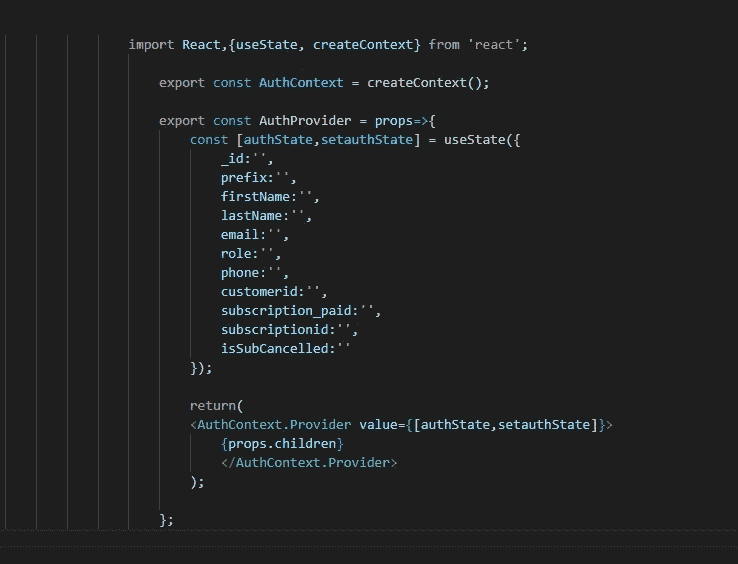 import React,{useState, createContext} from 'react';
export const AuthContext = createContext();
export const AuthProvider = props=>{
const [authState,setauthState] = useState({
_id:'',
prefix:'',
firstName:'',
lastName:'',
email:'',
role:'',
phone:'',
customerid:'',
subscription_paid:'',
subscriptionid:'',
isSubCancelled:''
});
return(
<AuthContext.Provider value={[authState,setauthState]}>
{props.children}
</AuthContext.Provider>
);
};